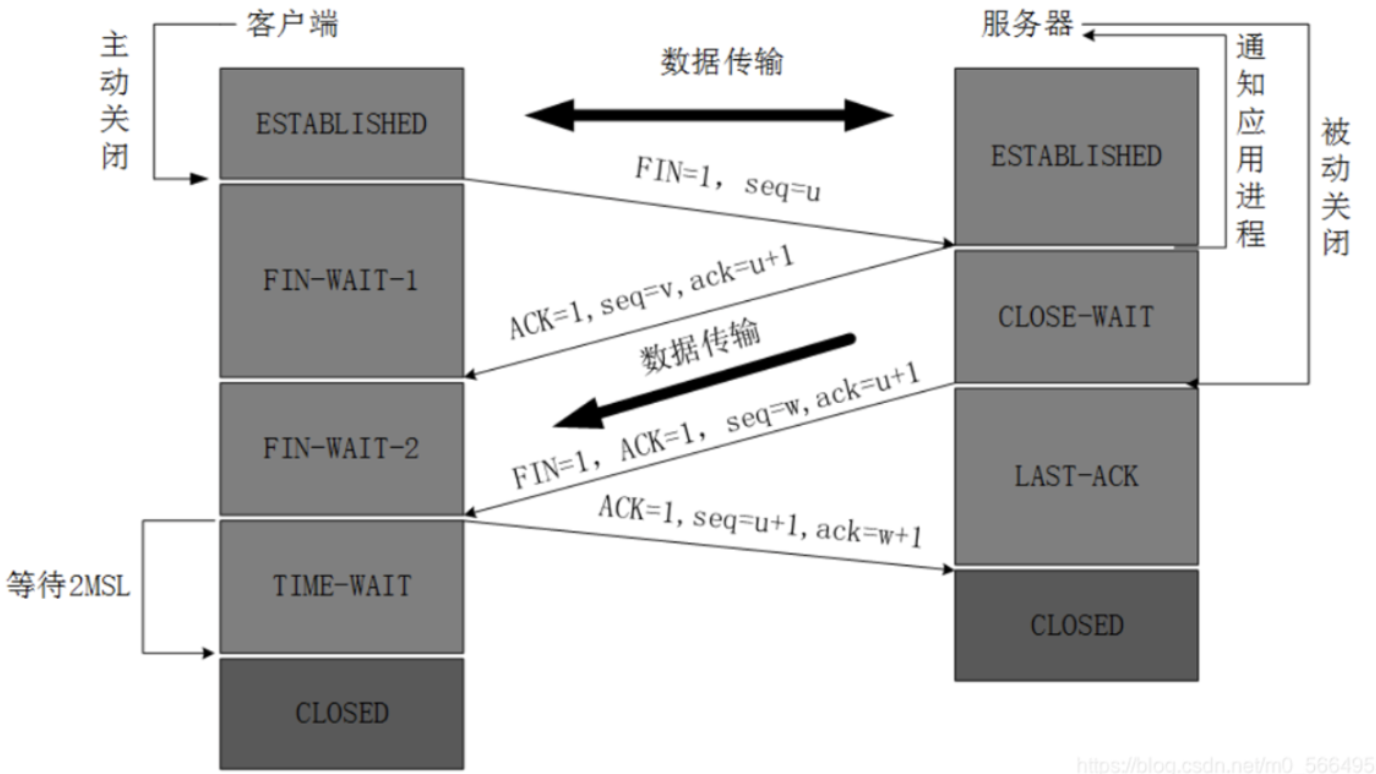 客户端
服务器
主动关闭
数据传输
通知应用进程
被动关闭
ESTABLISHED
ESTABLISHED
FIN=1, seq=u
FIN-WAIT-1
ACK=1,seq=v,ack=u+1
CLOSE-WAIT
数据传输
FIN=1, ACK=1, seq=w,ack=u+1
FIN-WAIT-2
LAST-ACK
ACK=1,seq=u+1,ack=w+1
等待2MSL
TIME-WAIT
CLOSED
CLOSED
https://blog.csdn.net/m0_566495